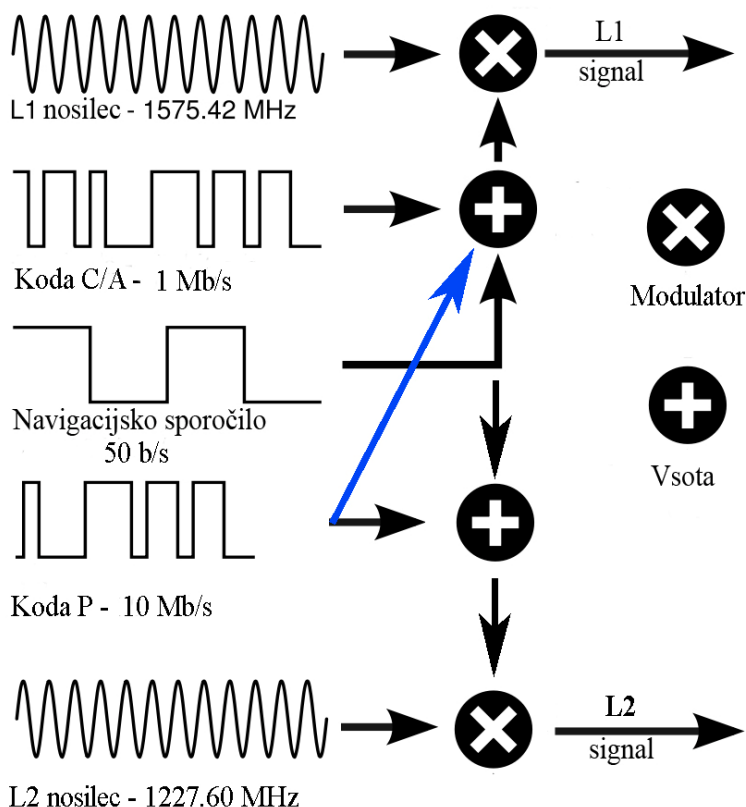 L1
signal
L1 nosilec - 1575.42 MHz
Koda C/A - 1 Mb/s
Modulator
Navigacijsko sporočilo
50 b/s
Vsota
Koda P - 10 Mb/s
L2
signal
L2 nosilec - 1227.60 MHz